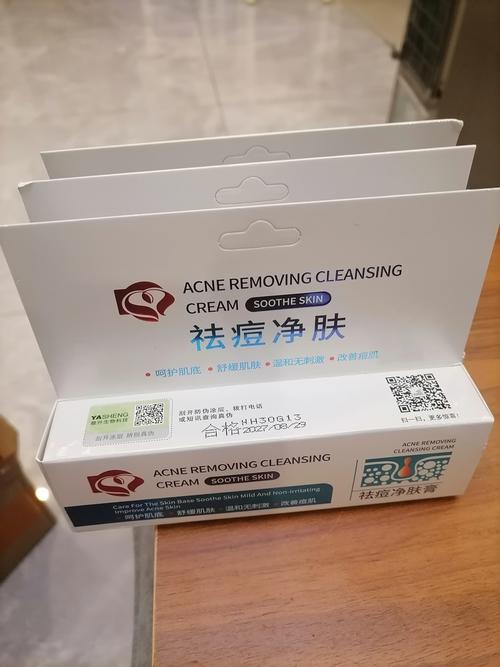 ACNE REMOVING CLEANSING
CREAM SOOTHE SKIN
祛痘净肤
• 呵护肌底 • 舒缓肌肤 • 温和无刺激 • 改善痘肌
YASHENG
刮开涂层 辨别真伪
刮开防伪涂层，拨打电话
或短讯查询真伪
合格 HH30G13
2027/08/29
扫一扫，更多惊喜！
ACNE REMOVING CLEANSING
CREAM SOOTHE SKIN
Care For The Skin Base Soothe Skin Mild And Non-Irritating
Improve Acne Skin
• 呵护肌底 • 舒缓肌肤 • 温和无刺激 • 改善痘肌
ACNE REMOVING
CLEANSING CREAM
祛痘净肤膏